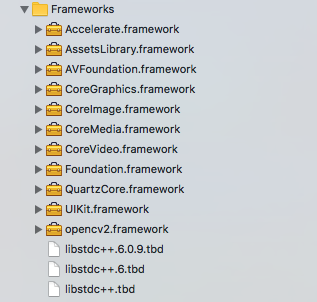 Frameworks
Accelerate.framework
AssetsLibrary.framework
AVFoundation.framework
CoreGraphics.framework
CoreImage.framework
CoreMedia.framework
CoreVideo.framework
Foundation.framework
QuartzCore.framework
UIKit.framework
opencv2.framework
libstdc++.6.0.9.tbd
libstdc++.6.tbd
libstdc++.tbd